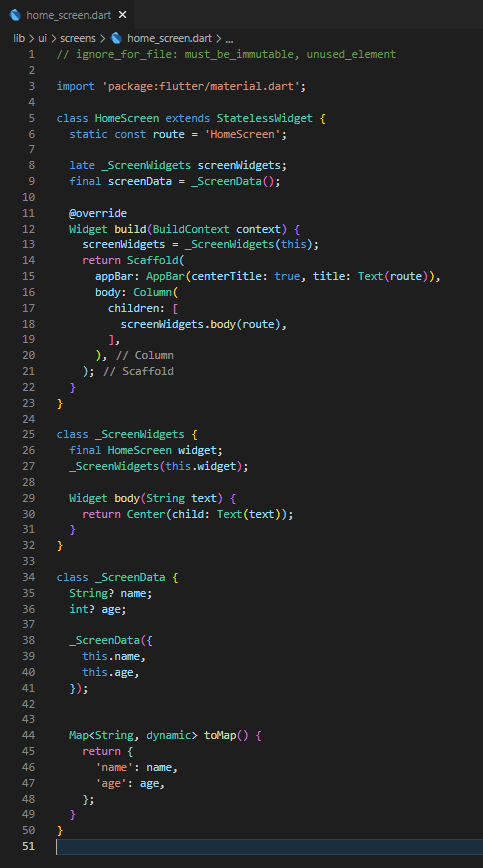 home_screen.dart
lib > ui > screens > home_screen.dart > ...
1 // ignore_for_file: must_be_immutable, unused_element
2
3 import 'package:flutter/material.dart';
4
5 class HomeScreen extends StatelessWidget {
6   static const route = 'HomeScreen';
7
8   late _ScreenWidgets screenWidgets;
9   final screenData = _ScreenData();
10
11   @override
12   Widget build(BuildContext context) {
13     screenWidgets = _ScreenWidgets(this);
14     return Scaffold(
15       appBar: AppBar(centerTitle: true, title: Text(route)),
16       body: Column(
17         children: [
18           screenWidgets.body(route),
19         ],
20       ), // Column
21     ); // Scaffold
22   }
23 }
24
25 class _ScreenWidgets {
26   final HomeScreen widget;
27   _ScreenWidgets(this.widget);
28
29   Widget body(String text) {
30     return Center(child: Text(text));
31   }
32 }
33
34 class _ScreenData {
35   String? name;
36   int? age;
37
38   _ScreenData({
39     this.name,
40     this.age,
41   });
42
43
44   Map<String, dynamic> toMap() {
45     return {
46       'name': name,
47       'age': age,
48     };
49   }
50 }
51